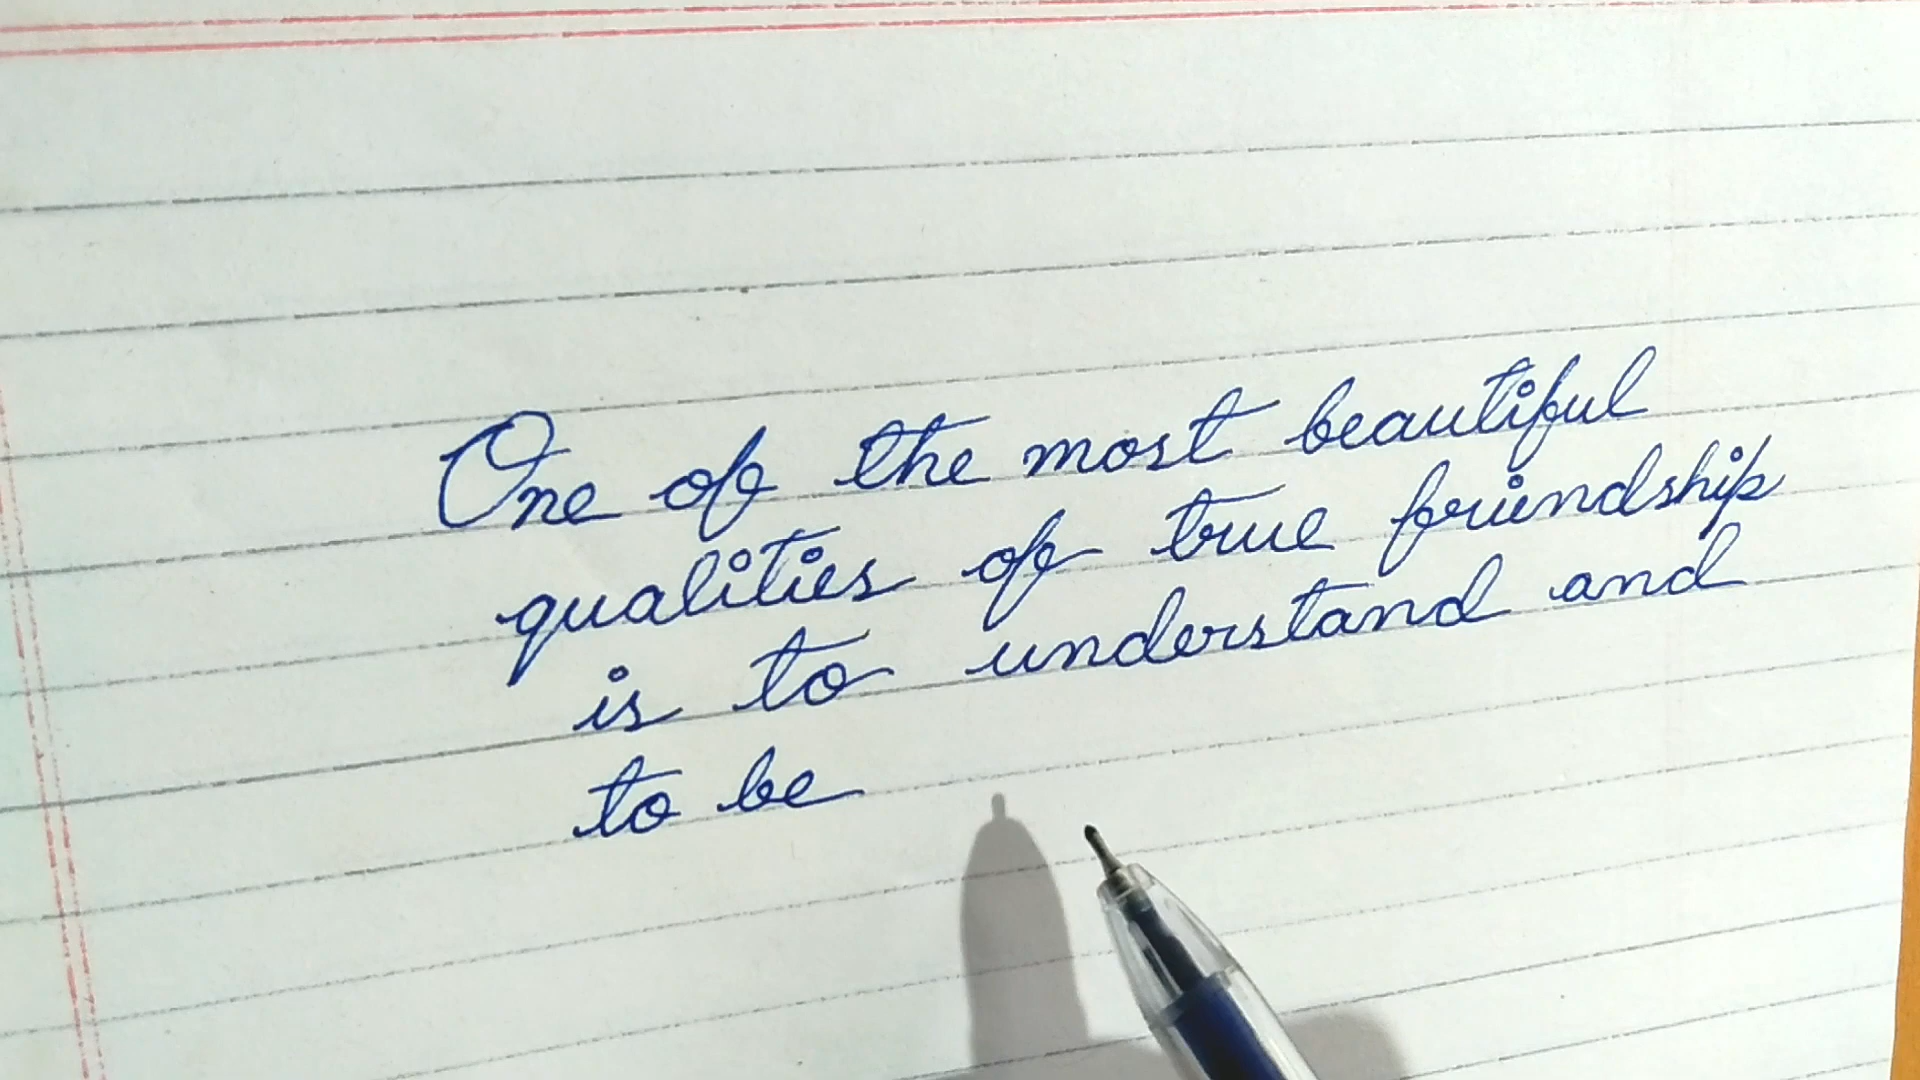 One of the most beautiful
qualities of true friendship
is to understand and
to be